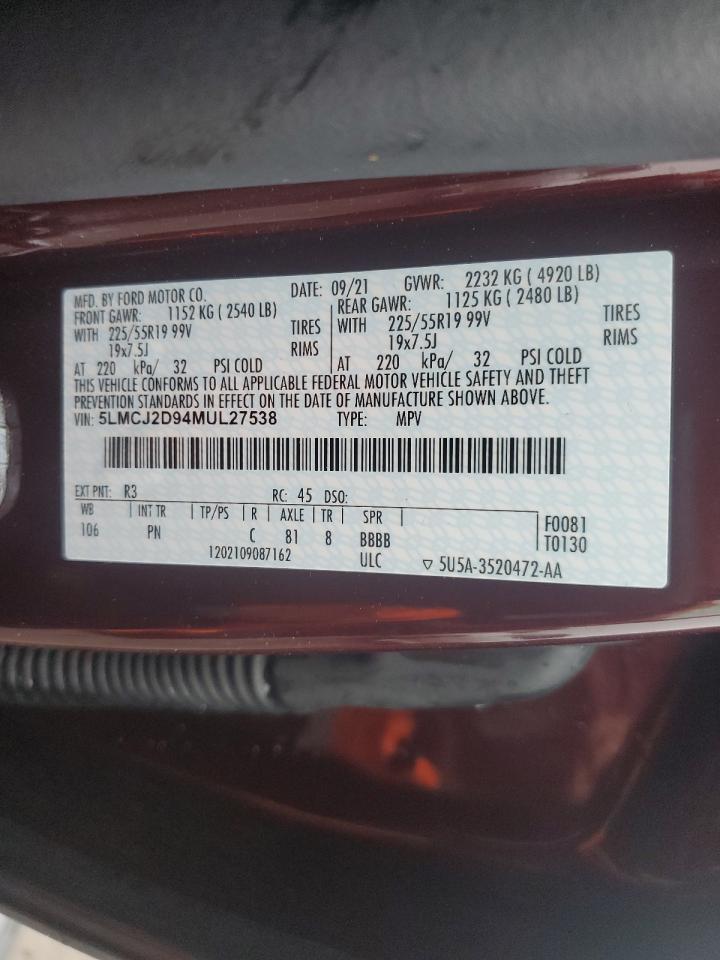 MFD. BY FORD MOTOR CO. DATE: 09/21 GVWR: 2232 KG ( 4920 LB)
FRONT GAWR: 1152 KG ( 2540 LB) REAR GAWR: 1125 KG ( 2480 LB)
WITH 225/55R19 99V TIRES WITH 225/55R19 99V TIRES
19x7.5J RIMS 19x7.5J RIMS
AT 220 kPa/ 32 PSI COLD AT 220 kPa/ 32 PSI COLD
THIS VEHICLE CONFORMS TO ALL APPLICABLE FEDERAL MOTOR VEHICLE SAFETY AND THEFT
PREVENTION STANDARDS IN EFFECT ON THE DATE OF MANUFACTURE SHOWN ABOVE.
VIN: 5LMCJ2D94MUL27538 TYPE: MPV
EXT PNT: R3 RC: 45 DSO:
WB | INT TR | TP/PS | R | AXLE | TR | SPR | F0081
106 PN C 81 8 BBBB T0130
1202109087162 ULC ▽ 5U5A-3520472-AA